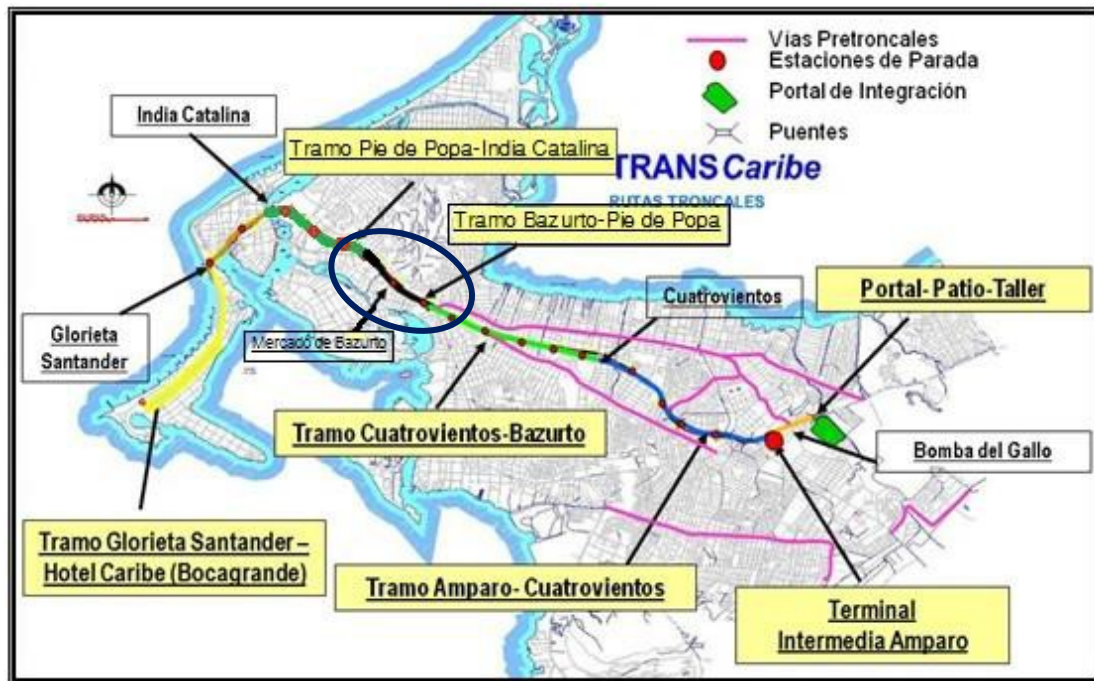 Vías Pretroncales
Estaciones de Parada
Portal de Integración
Puentes
TRANSCaribe
RUTAS TRONCALES
India Catalina
Tramo Pie de Popa-India Catalina
Tramo Bazurto-Pie de Popa
Cuatrovientos
Portal- Patio-Taller
Glorieta
Santander
Mercado de Bazurto
Tramo Cuatrovientos-Bazurto
Bomba del Gallo
Tramo Glorieta Santander –
Hotel Caribe (Bocagrande)
Tramo Amparo- Cuatrovientos
Terminal
Intermedia Amparo